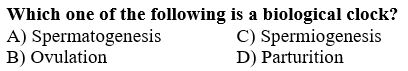 Which one of the following is a biological clock?
A) Spermatogenesis C) Spermiogenesis
B) Ovulation D) Parturition